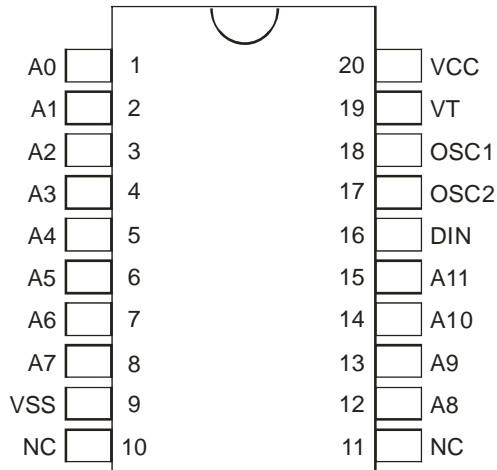 A0 1 20 VCC
A1 2 19 VT
A2 3 18 OSC1
A3 4 17 OSC2
A4 5 16 DIN
A5 6 15 A11
A6 7 14 A10
A7 8 13 A9
VSS 9 12 A8
NC 10 11 NC